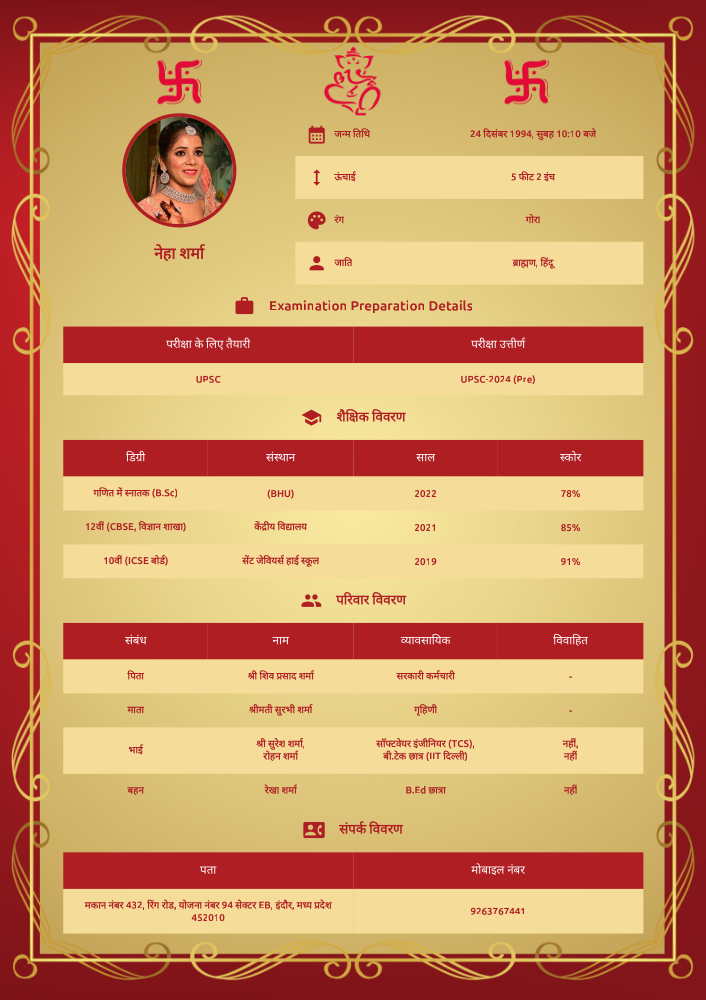 जन्म तिथि 24 दिसंबर 1994, सुबह 10:10 बजे
ऊंचाई 5 फीट 2 इंच
रंग गोरा
जाति ब्राह्मण, हिंदू
नेहा शर्मा
Examination Preparation Details
परीक्षा के लिए तैयारी परीक्षा उत्तीर्ण
UPSC UPSC-2024 (Pre)
शैक्षिक विवरण
डिग्री संस्थान साल स्कोर
गणित में स्नातक (B.Sc) (BHU) 2022 78%
12वीं (CBSE, विज्ञान शाखा) केंद्रीय विद्यालय 2021 85%
10वीं (ICSE बोर्ड) सेंट जेवियर्स हाई स्कूल 2019 91%
परिवार विवरण
संबंध नाम व्यावसायिक विवाहित
पिता श्री शिव प्रसाद शर्मा सरकारी कर्मचारी -
माता श्रीमती सुरभी शर्मा गृहिणी -
भाई श्री सुरेश शर्मा, सॉफ्टवेयर इंजीनियर (TCS), नहीं,
रोहन शर्मा बी.टेक छात्र (IIT दिल्ली) नहीं
बहन रेखा शर्मा B.Ed छात्रा नहीं
संपर्क विवरण
पता मोबाइल नंबर
मकान नंबर 432, रिंग रोड, योजना नंबर 94 सेक्टर EB, इंदौर, मध्य प्रदेश 9263767441
452010